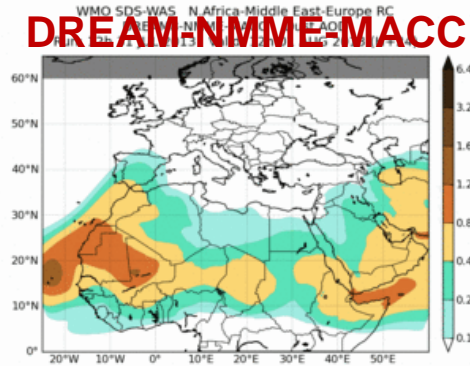 WMO SDS-WAS N.Africa-Middle East-Europe RC
DREAM-NMME-MACC
60°N
50°N
40°N
30°N
20°N
10°N
0°
20°W 10°W 0° 10°E 20°E 30°E 40°E 50°E
6.4
3.2
1.6
1.2
0.8
0.4
0.2
0.1